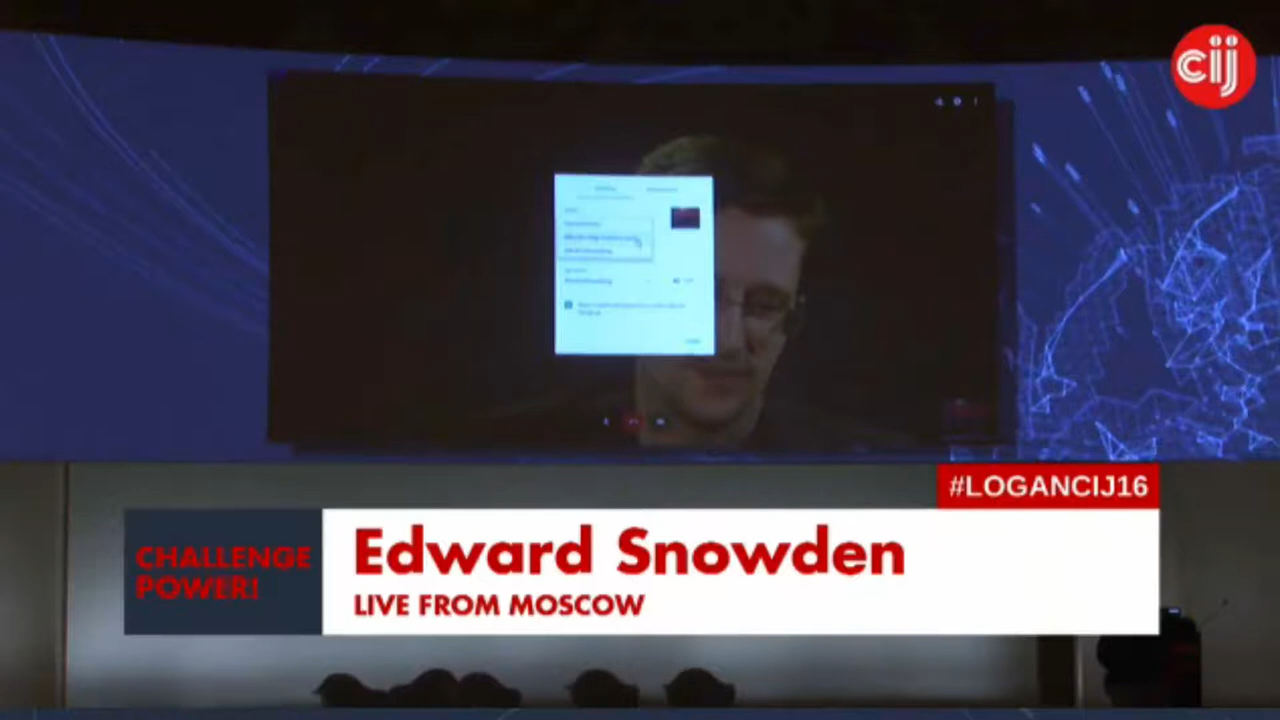 cij
#LOGANCIJ16
CHALLENGE
POWER!
Edward Snowden
LIVE FROM MOSCOW